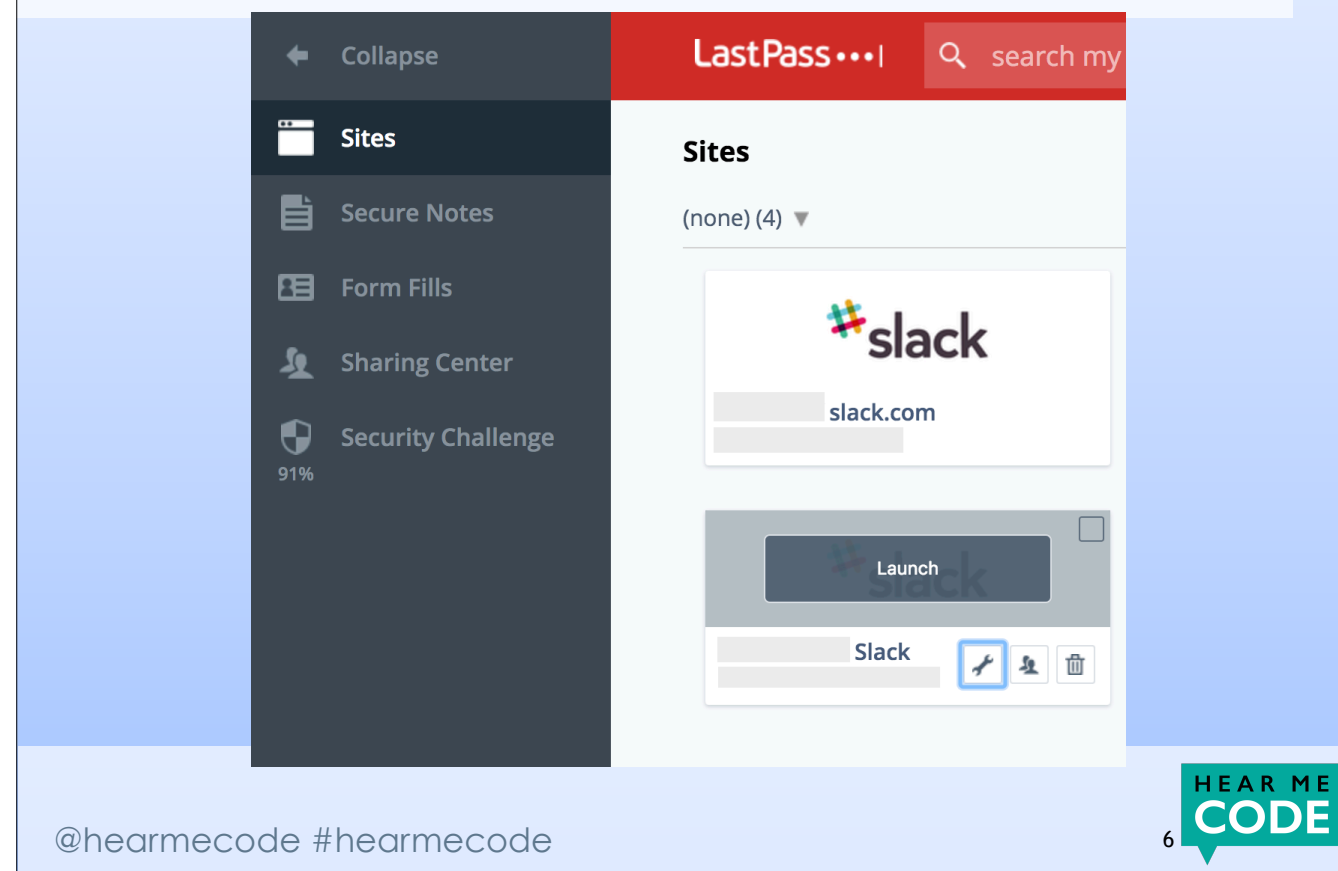 Collapse
LastPass•••|
search my
Sites
Sites
(none) (4) ▼
Secure Notes
Form Fills
Sharing Center
Security Challenge
91%
slack
slack.com
Launch
slack
Slack
@hearmecode #hearmecode
6
HEAR ME
CODE